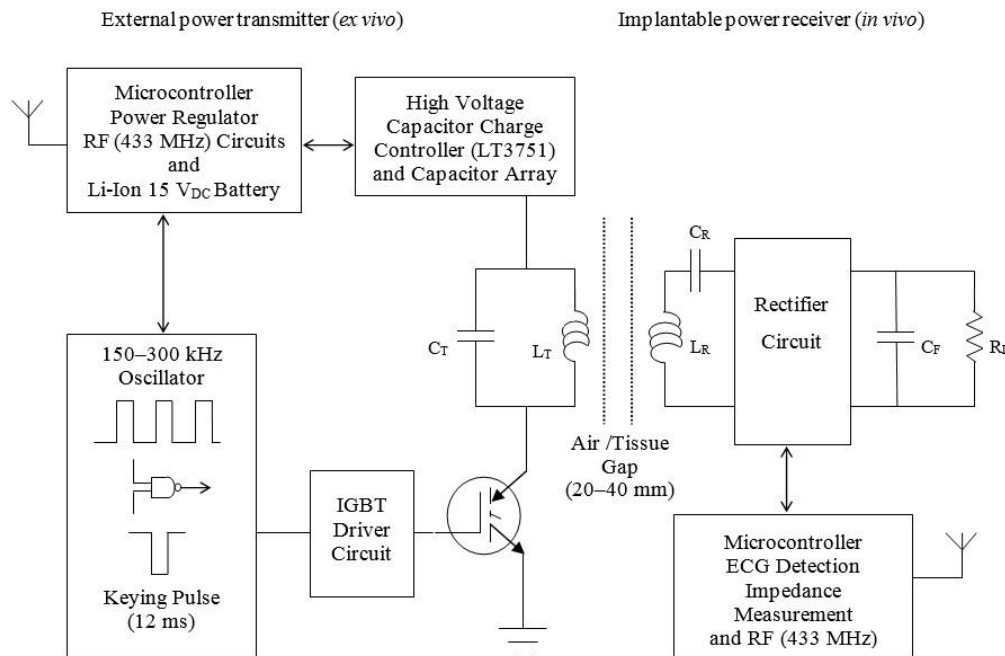 External power transmitter (ex vivo)
Implantable power receiver (in vivo)
Microcontroller
Power Regulator
RF (433 MHz) Circuits
and
Li-Ion 15 VDC Battery
High Voltage
Capacitor Charge
Controller (LT3751)
and Capacitor Array
CT
LT
CR
LR
Rectifier
Circuit
CF
150–300 kHz
Oscillator
Keying Pulse
(12 ms)
IGBT
Driver
Circuit
Air /Tissue
Gap
(20–40 mm)
Microcontroller
ECG Detection
Impedance
Measurement
and RF (433 MHz)